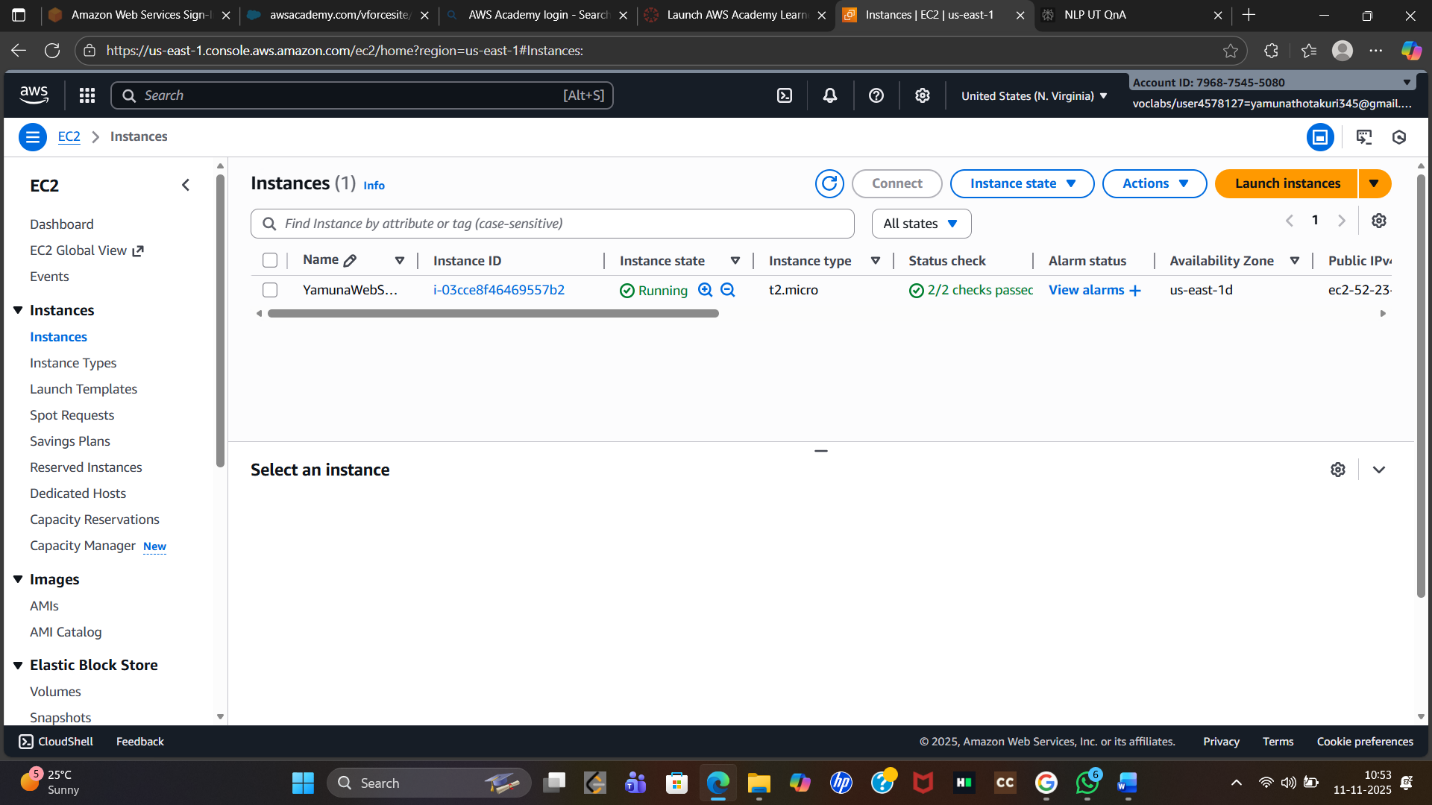 Amazon Web Services Sign-I
awsacademy.com/vforcesite/
AWS Academy login - Search
Launch AWS Academy Learn
Instances | EC2 | us-east-1
NLP UT QnA
https://us-east-1.console.aws.amazon.com/ec2/home?region=us-east-1#Instances:
aws
Search
[Alt+S]
United States (N. Virginia)
Account ID: 7968-7545-5080
voclabs/user4578127=yamunathotakuri345@gmail....
EC2 > Instances
EC2
Dashboard
EC2 Global View
Events
Instances
Instances
Instance Types
Launch Templates
Spot Requests
Savings Plans
Reserved Instances
Dedicated Hosts
Capacity Reservations
Capacity Manager New
Images
AMIs
AMI Catalog
Elastic Block Store
Volumes
Snapshots
Instances (1) Info
Connect
Instance state
Actions
Launch instances
Find Instance by attribute or tag (case-sensitive)
All states
1
Name Instance ID Instance state Instance type Status check Alarm status Availability Zone Public IPv4
YamunaWebS... i-03cce8f46469557b2 Running t2.micro 2/2 checks passec View alarms + us-east-1d ec2-52-23-
Select an instance
CloudShell Feedback
© 2025, Amazon Web Services, Inc. or its affiliates. Privacy Terms Cookie preferences
5
25°C
Sunny
Search
hp
H
CC
6
10:53
11-11-2025